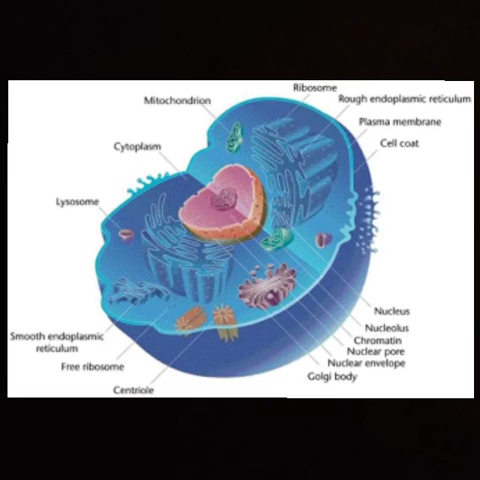 Ribosome
Mitochondrion
Rough endoplasmic reticulum
Plasma membrane
Cell coat
Cytoplasm
Lysosome
Nucleus
Nucleolus
Chromatin
Nuclear pore
Nuclear envelope
Golgi body
Smooth endoplasmic
reticulum
Free ribosome
Centriole